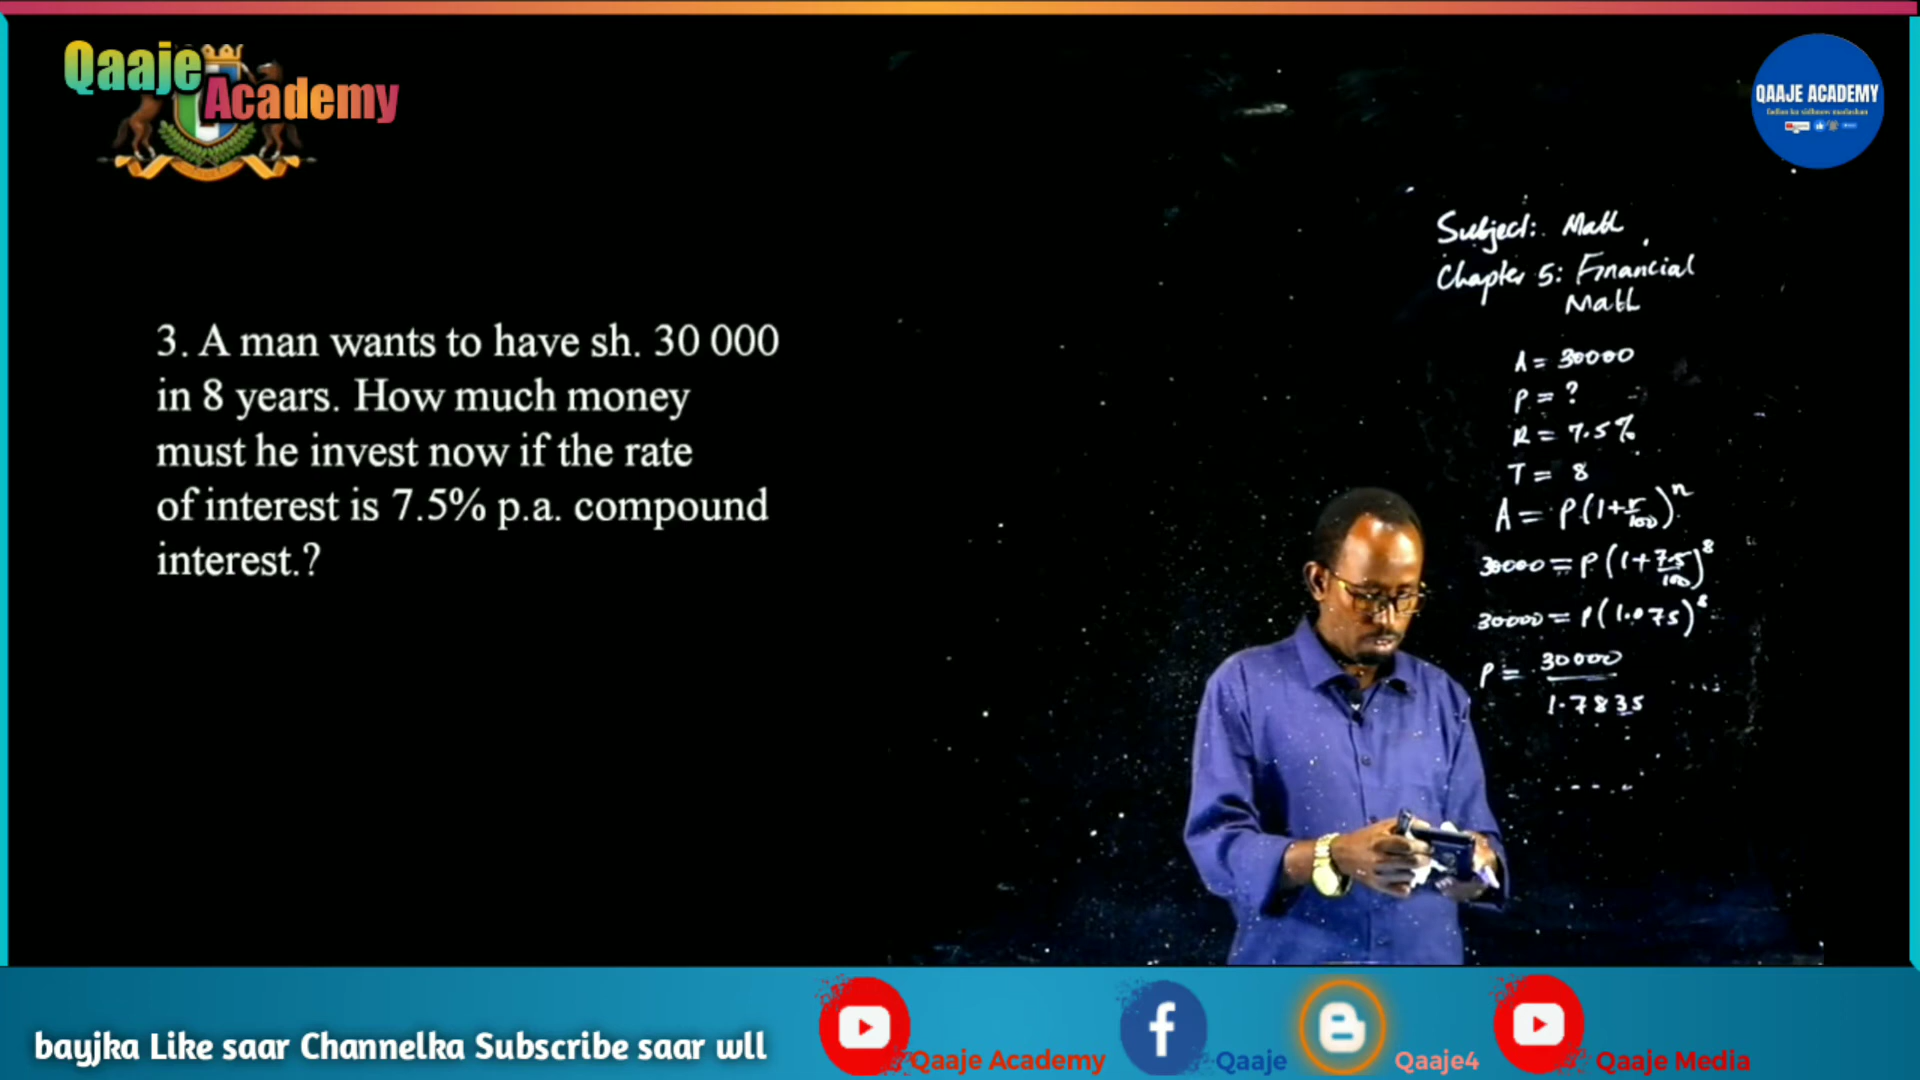 Qaaje
Academy
QAAJE ACADEMY
3. A man wants to have sh. 30 000
in 8 years. How much money
must he invest now if the rate
of interest is 7.5% p.a. compound
interest.?
Subject: Math
Chapter 5: Financial
Math
A = 30000
P = ?
R = 7.5%
T = 8
A = P(1+r/100)^n
30000 = P(1+7.5/100)^8
30000 = P(1.075)^8
P = 30000/1.7835
bayjka Like saar Channelka Subscribe saar wll
Qaaje Academy
Qaaje
Qaaje4
Qaaje Media